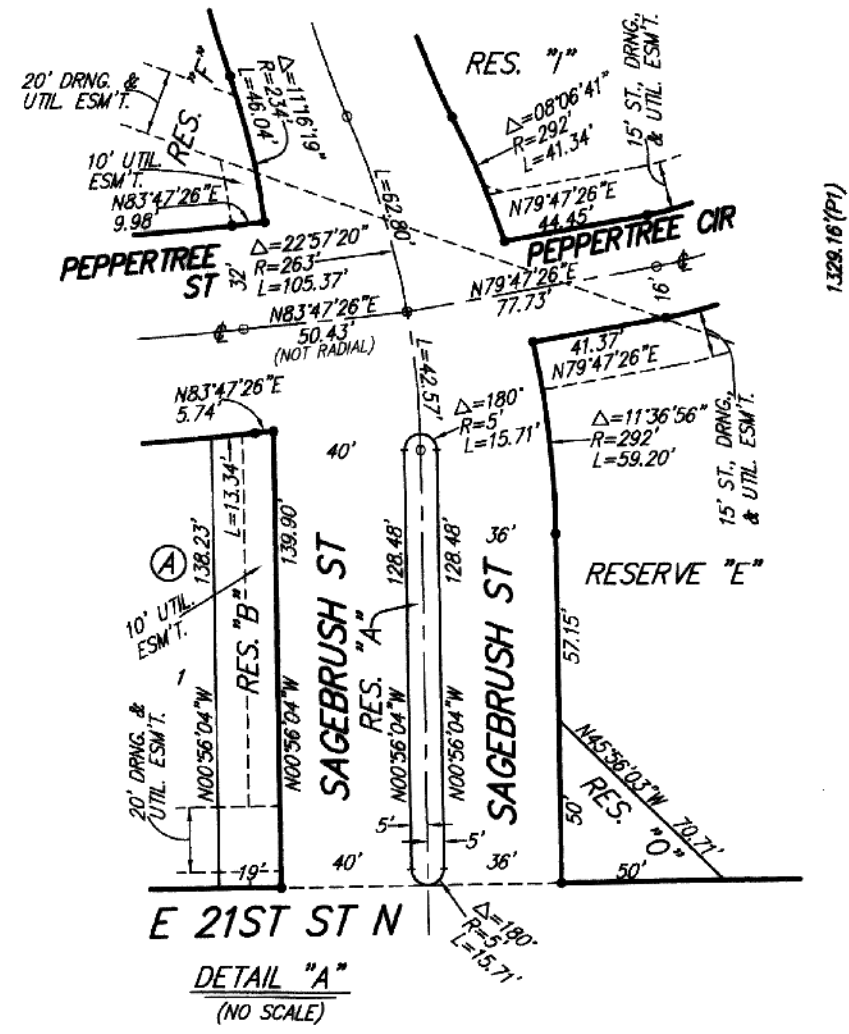 20' DRNG. &
UTIL. ESM'T.
RES. "F"
Δ=11°16'19"
R=234'
L=46.04'
10' UTIL.
ESM'T.
N83°47'26"E
9.98'
PEPPERTREE
ST
32'
L=62.80'
Δ=22°57'20"
R=263'
L=105.37'
N83°47'26"E
50.43'
(NOT RADIAL)
RES. "I"
Δ=08°06'41"
R=292'
L=41.34'
15' ST., DRNG.,
& UTIL. ESM'T.
N79°47'26"E
44.45'
PEPPERTREE CIR
N79°47'26"E
77.73'
16'
1329.16'(P1)
41.37'
N79°47'26"E
15' ST., DRNG.,
& UTIL. ESM'T.
Δ=11°36'56"
R=292'
L=59.20'
L=42.57'
Δ=180°
R=5'
L=15.71'
N83°47'26"E
5.74'
L=13.34'
40'
36'
A
138.23'
139.90'
128.48'
128.48'
10' UTIL.
ESM'T.
1
RES. "B"
SAGEBRUSH ST
RES. "A"
SAGEBRUSH ST
RESERVE "E"
57.15'
20' DRNG. &
UTIL. ESM'T.
N00°56'04"W
N00°56'04"W
N00°56'04"W
N00°56'04"W
N45°56'03"W
70.71'
RES. "O"
50'
50'
5'
5'
19'
40'
36'
E 21ST ST N
Δ=180°
R=5'
L=15.71'
DETAIL "A"
(NO SCALE)